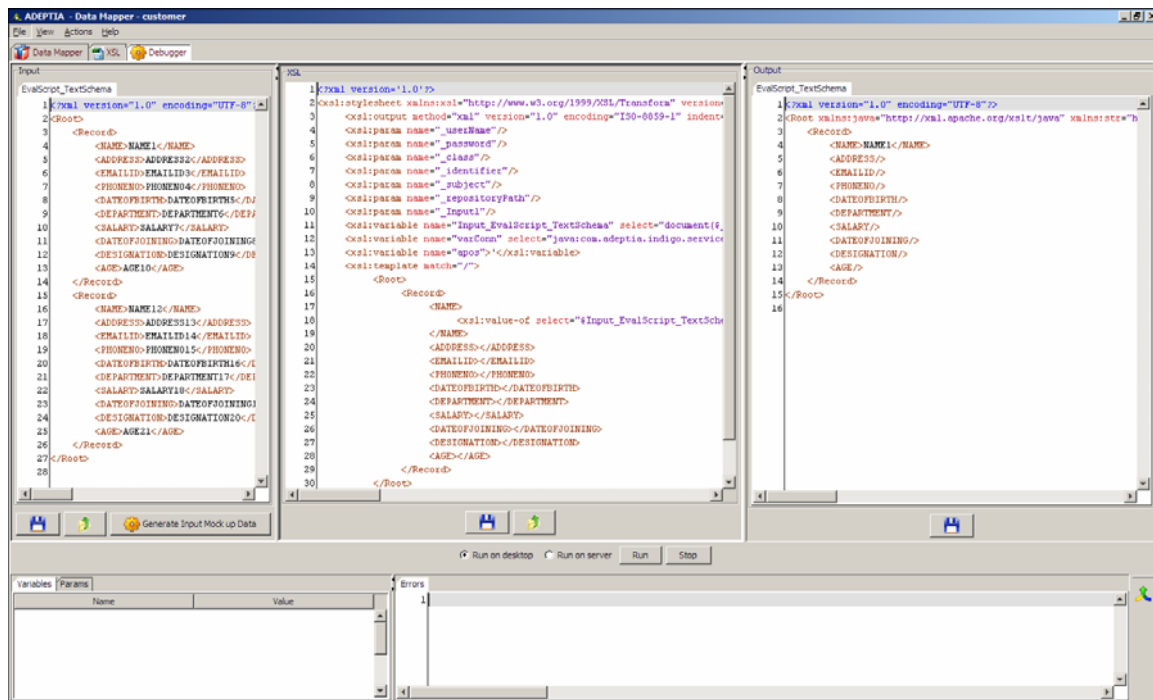 ADEPTIA - Data Mapper - customer
File View Actions Help
Data Mapper XSL Debugger
Input
EvalScript_TextSchema
1 <?xml version="1.0" encoding="UTF-8"?
2 <Root>
3 <Record>
4 <NAME>NAME1</NAME>
5 <ADDRESS>ADDRESS2</ADDRESS>
6 <EMAILID>EMAILID3</EMAILID>
7 <PHONENO>PHONENO4</PHONENO>
8 <DATEOFBIRTH>DATEOFBIRTH5</DA
9 <DEPARTMENT>DEPARTMENT6</DEPA
10 <SALARY>SALARY7</SALARY>
11 <DATEOFJOINING>DATEOFJOINING8
12 <DESIGNATION>DESIGNATION9</DE
13 <AGE>AGE10</AGE>
14 </Record>
15 <Record>
16 <NAME>NAME12</NAME>
17 <ADDRESS>ADDRESS13</ADDRESS>
18 <EMAILID>EMAILID14</EMAILID>
19 <PHONENO>PHONENO15</PHONENO>
20 <DATEOFBIRTH>DATEOFBIRTH16</D
21 <DEPARTMENT>DEPARTMENT17</DEP
22 <SALARY>SALARY18</SALARY>
23 <DATEOFJOINING>DATEOFJOINING1
24 <DESIGNATION>DESIGNATION20</D
25 <AGE>AGE21</AGE>
26 </Record>
27 </Root>
28
Generate Input Mock up Data
XSL
1 <?xml version='1.0'?>
2 <xsl:stylesheet xmlns:xsl="http://www.w3.org/1999/XSL/Transform" version=
3 <xsl:output method="xml" version="1.0" encoding="ISO-8859-1" indent=
4 <xsl:param name="_userName"/>
5 <xsl:param name="_password"/>
6 <xsl:param name="_class"/>
7 <xsl:param name="_identifier"/>
8 <xsl:param name="_subject"/>
9 <xsl:param name="_repositoryPath"/>
10 <xsl:param name="_Input1"/>
11 <xsl:variable name="Input_EvalScript_TextSchema" select="document($_
12 <xsl:variable name="varConn" select="java:com.adeptia.indigo.service
13 <xsl:variable name="apos">'</xsl:variable>
14 <xsl:template match="/">
15 <Root>
16 <Record>
17 <NAME>
18 <xsl:value-of select="$Input_EvalScript_TextSche
19 </NAME>
20 <ADDRESS></ADDRESS>
21 <EMAILID></EMAILID>
22 <PHONENO></PHONENO>
23 <DATEOFBIRTH></DATEOFBIRTH>
24 <DEPARTMENT></DEPARTMENT>
25 <SALARY></SALARY>
26 <DATEOFJOINING></DATEOFJOINING>
27 <DESIGNATION></DESIGNATION>
28 <AGE></AGE>
29 </Record>
30 </Root>
Output
EvalScript_TextSchema
1 <?xml version="1.0" encoding="UTF-8"?>
2 <Root xmlns:java="http://xml.apache.org/xslt/java" xmlns:str="h
3 <Record>
4 <NAME>NAME1</NAME>
5 <ADDRESS/>
6 <EMAILID/>
7 <PHONENO/>
8 <DATEOFBIRTH/>
9 <DEPARTMENT/>
10 <SALARY/>
11 <DATEOFJOINING/>
12 <DESIGNATION/>
13 <AGE/>
14 </Record>
15 </Root>
16
Run on desktop Run on server Run Stop
Variables Params
Name Value
Errors
1